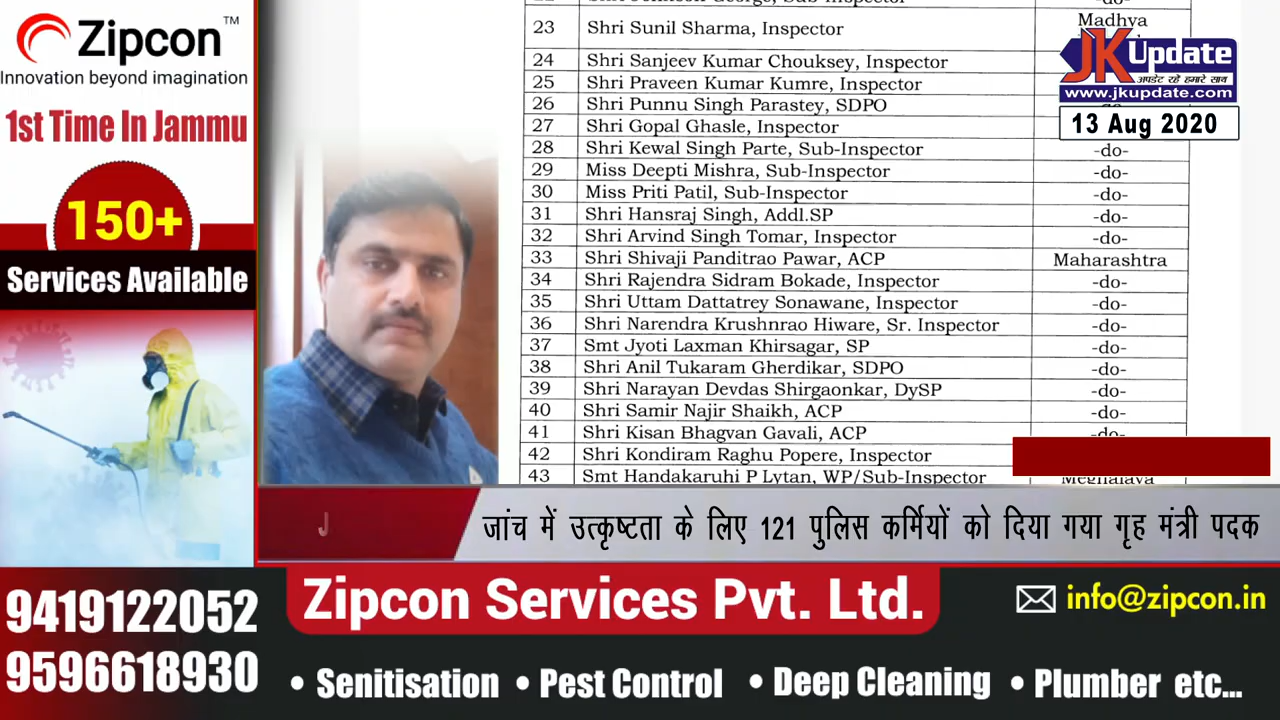 Zipcon™
Innovation beyond imagination
1st Time In Jammu
150+
Services Available
23 Shri Sunil Sharma, Inspector Madhya
24 Shri Sanjeev Kumar Chouksey, Inspector
25 Shri Praveen Kumar Kumre, Inspector
26 Shri Punnu Singh Parastey, SDPO
27 Shri Gopal Ghasle, Inspector
28 Shri Kewal Singh Parte, Sub-Inspector -do-
29 Miss Deepti Mishra, Sub-Inspector -do-
30 Miss Priti Patil, Sub-Inspector -do-
31 Shri Hansraj Singh, Addl.SP -do-
32 Shri Arvind Singh Tomar, Inspector -do-
33 Shri Shivaji Panditrao Pawar, ACP Maharashtra
34 Shri Rajendra Sidram Bokade, Inspector -do-
35 Shri Uttam Dattatrey Sonawane, Inspector -do-
36 Shri Narendra Krushnrao Hiware, Sr. Inspector -do-
37 Smt Jyoti Laxman Khirsagar, SP -do-
38 Shri Anil Tukaram Gherdikar, SDPO -do-
39 Shri Narayan Devdas Shirgaonkar, DySP -do-
40 Shri Samir Najir Shaikh, ACP -do-
41 Shri Kisan Bhagvan Gavali, ACP -do-
42 Shri Kondiram Raghu Popere, Inspector
43 Smt Handakaruhi P Lytan, WP/Sub-Inspector Meghalaya
JK Update
अपडेट रहे हमारे साथ
www.jkupdate.com
13 Aug 2020
J
जांच में उत्कृष्टता के लिए 121 पुलिस कर्मियों को दिया गया गृह मंत्री पदक
9419122052
9596618930
Zipcon Services Pvt. Ltd.
info@zipcon.in
• Senitisation • Pest Control • Deep Cleaning • Plumber etc...